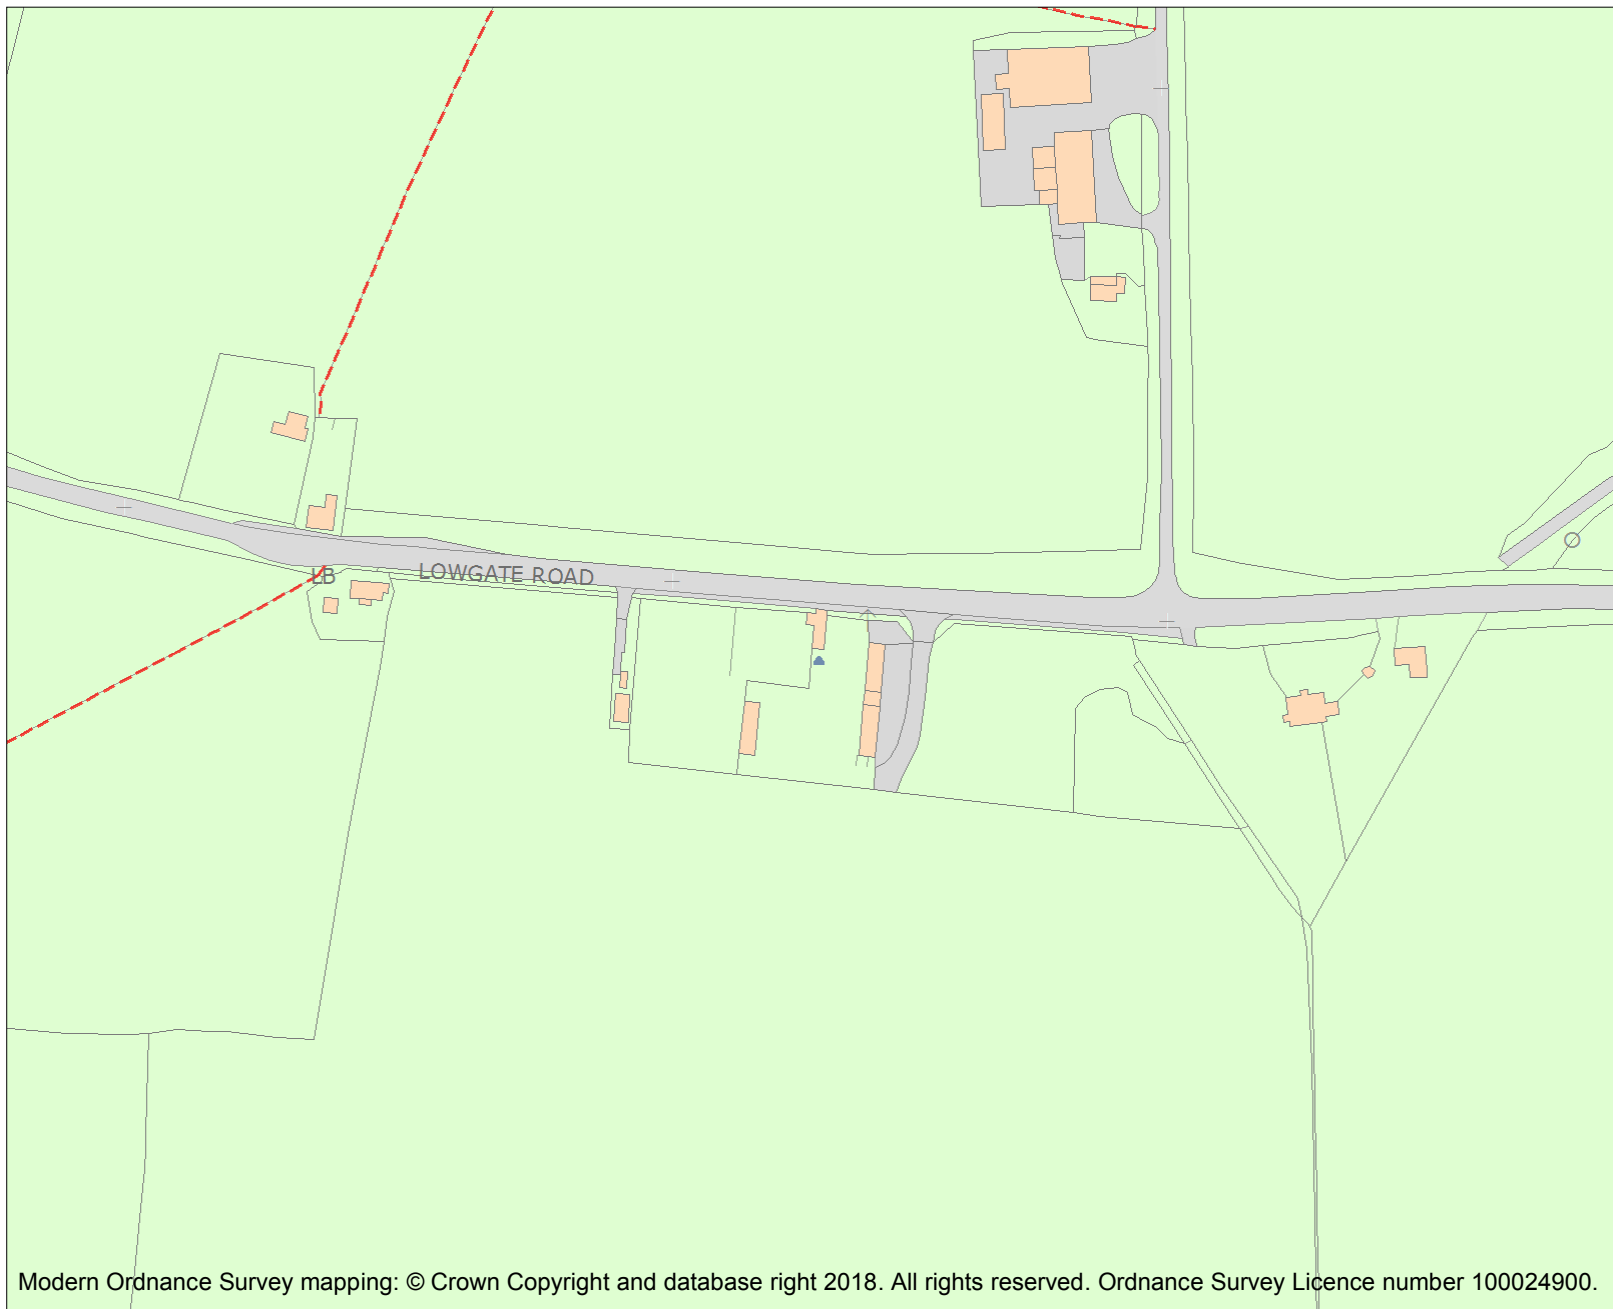 LOWGATE ROAD
LB
Modern Ordnance Survey mapping: © Crown Copyright and database right 2018. All rights reserved. Ordnance Survey Licence number 100024900.